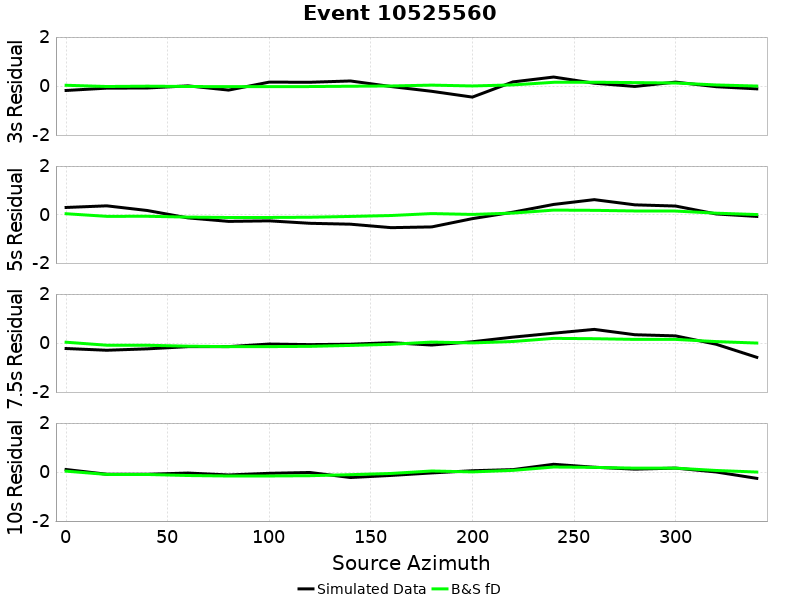 Event 10525560
3s Residual
2
0
-2
5s Residual
2
0
-2
7.5s Residual
2
0
-2
10s Residual
2
0
-2
0 50 100 150 200 250 300
Source Azimuth
Simulated Data B&S fD